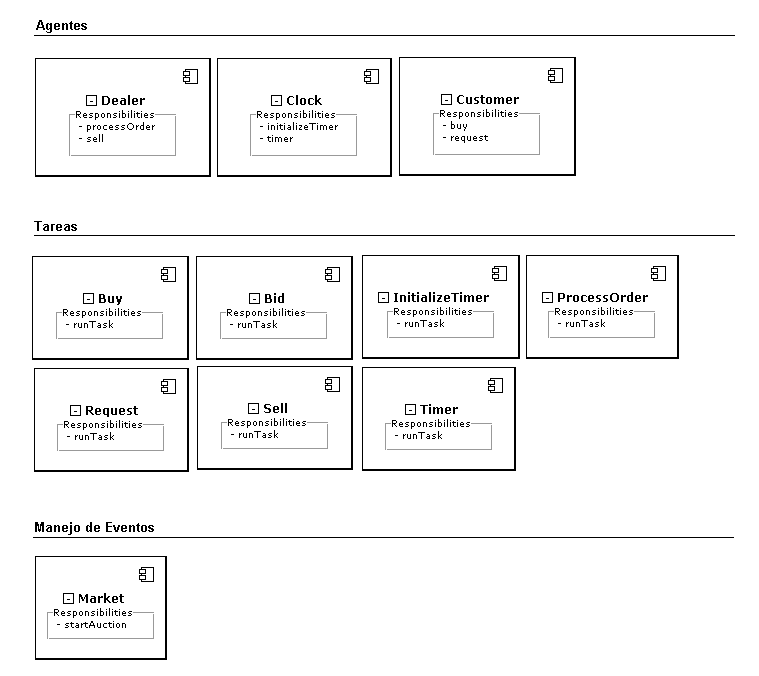 Agentes
Dealer
Responsibilities
- processOrder
- sell
Clock
Responsibilities
- initializeTimer
- timer
Customer
Responsibilities
- buy
- request
Tareas
Buy
Responsibilities
- runTask
Bid
Responsibilities
- runTask
InitializeTimer
Responsibilities
- runTask
ProcessOrder
Responsibilities
- runTask
Request
Responsibilities
- runTask
Sell
Responsibilities
- runTask
Timer
Responsibilities
- runTask
Manejo de Eventos
Market
Responsibilities
- startAuction